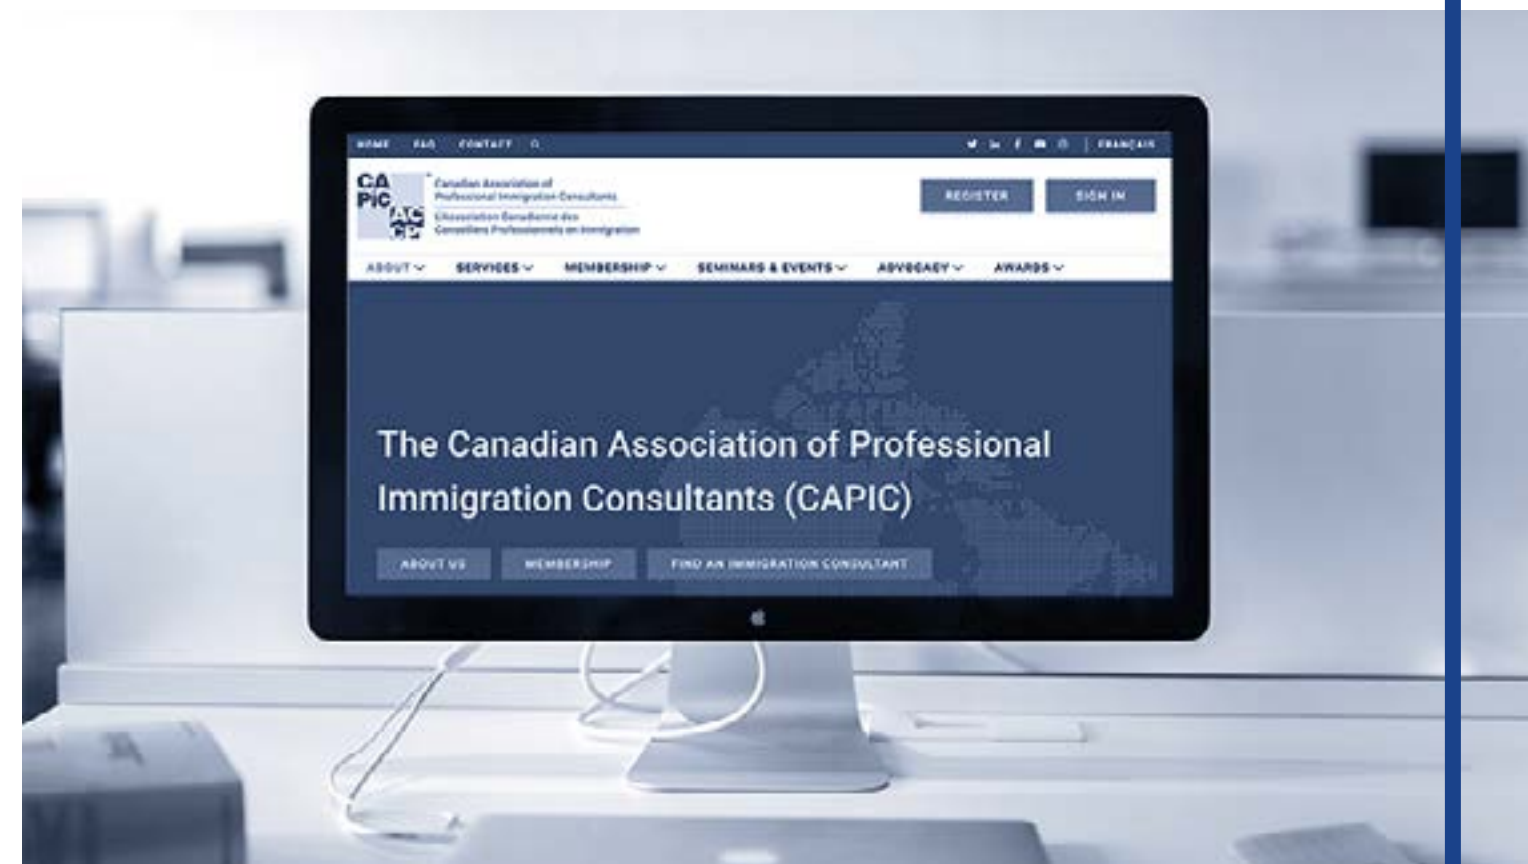 HOME FAQ CONTACT FRANÇAIS
CA
PiC
AC
CP
Canadian Association of
Professional Immigration Consultants
L'Association Canadienne des
Conseillers Professionnels en Immigration
REGISTER SIGN IN
ABOUT SERVICES MEMBERSHIP SEMINARS & EVENTS ADVOCACY AWARDS
The Canadian Association of Professional
Immigration Consultants (CAPIC)
ABOUT US MEMBERSHIP FIND AN IMMIGRATION CONSULTANT